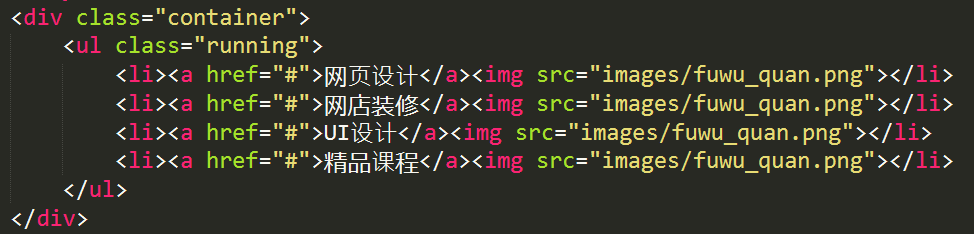 <div class="container">
    <ul class="running">
        <li><a href="#">网页设计</a><img src="images/fuwu_quan.png"></li>
        <li><a href="#">网店装修</a><img src="images/fuwu_quan.png"></li>
        <li><a href="#">UI设计</a><img src="images/fuwu_quan.png"></li>
        <li><a href="#">精品课程</a><img src="images/fuwu_quan.png"></li>
    </ul>
</div>